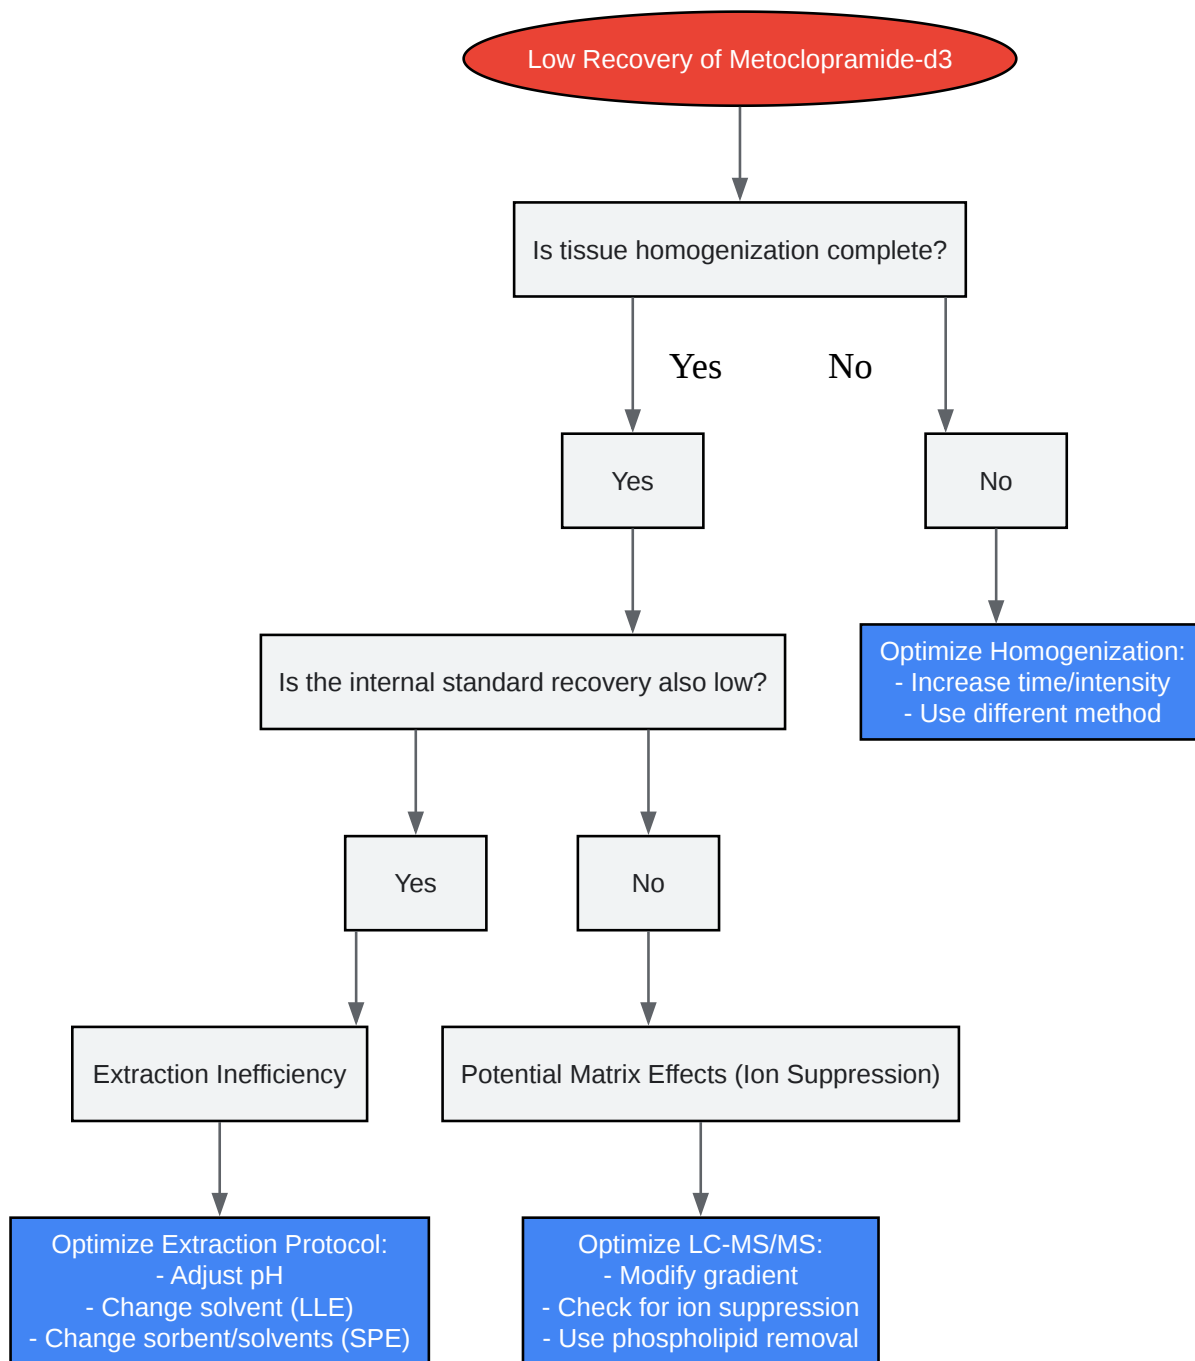 Low Recovery of Metoclopramide-d3
Is tissue homogenization complete?
Yes
No
Yes
No
Is the internal standard recovery also low?
Optimize Homogenization:
- Increase time/intensity
- Use different method
Yes
No
Extraction Inefficiency
Potential Matrix Effects (Ion Suppression)
Optimize Extraction Protocol:
- Adjust pH
- Change solvent (LLE)
- Change sorbent/solvents (SPE)
Optimize LC-MS/MS:
- Modify gradient
- Check for ion suppression
- Use phospholipid removal